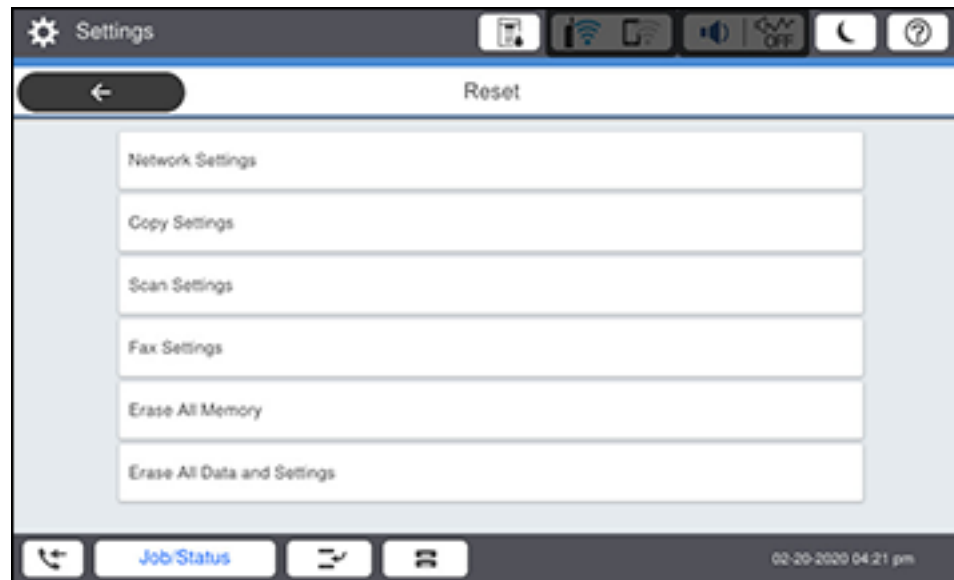 Settings
OFF
Reset
Network Settings
Copy Settings
Scan Settings
Fax Settings
Erase All Memory
Erase All Data and Settings
Job/Status
02-20-2020 04:21 pm